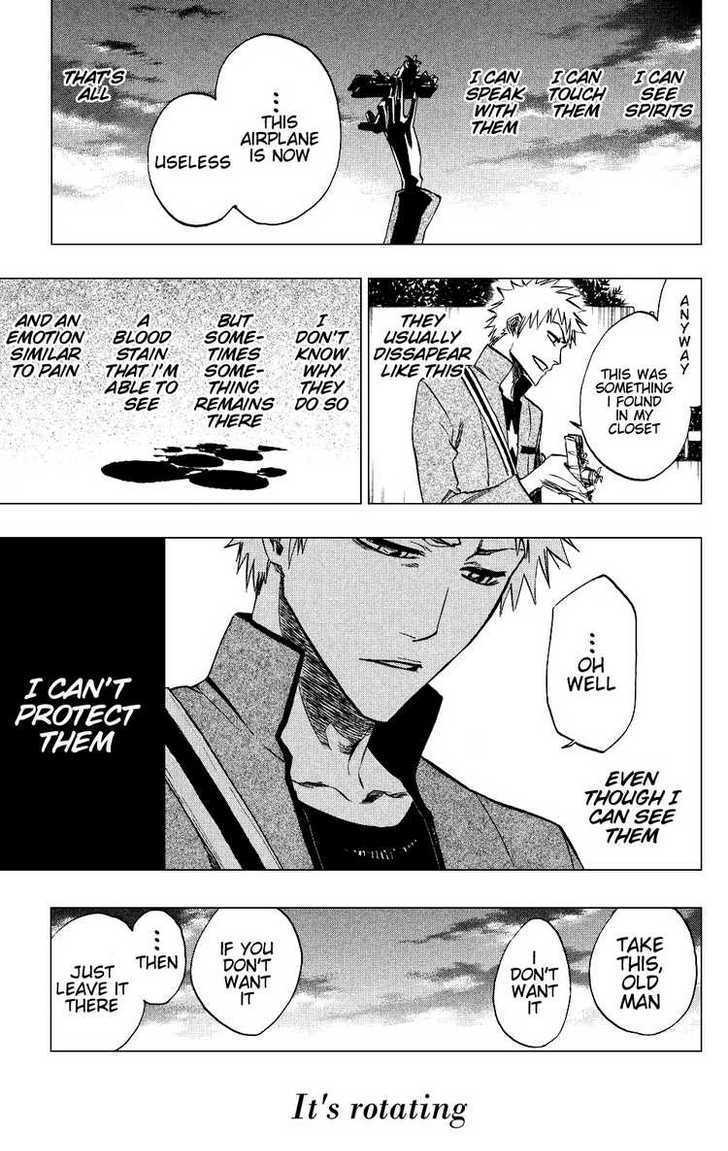 I CAN
SEE
SPIRITS
I CAN
TOUCH
THEM
I CAN
SPEAK
WITH
THEM
...
THIS
AIRPLANE
IS NOW
USELESS
THAT'S
ALL
ANYWAY
THIS WAS
SOMETHING
I FOUND
IN MY
CLOSET
THEY
USUALLY
DISSAPEAR
LIKE THIS
I
DON'T
KNOW
WHY
THEY
DO SO
BUT
SOME-
TIMES
SOME-
THING
REMAINS
THERE
A
BLOOD
STAIN
THAT I'M
ABLE TO
SEE
AND AN
EMOTION
SIMILAR
TO PAIN
...
OH
WELL
EVEN
THOUGH I
CAN SEE
THEM
I CAN'T
PROTECT
THEM
TAKE
THIS,
OLD
MAN
I
DON'T
WANT
IT
IF YOU
DON'T
WANT
IT
...
THEN
JUST
LEAVE IT
THERE
It's rotating